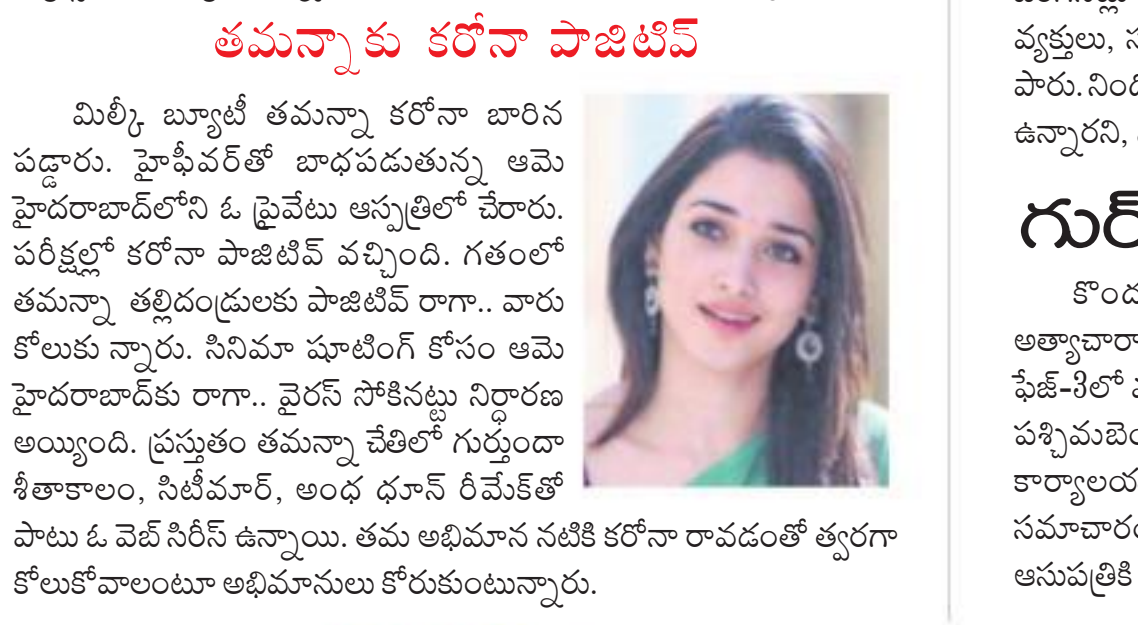 తమన్నాకు కరోనా పాజిటివ్
మిల్కీ బ్యూటీ తమన్నా కరోనా బారిన
పడ్డారు. హైఫీవర్‌తో బాధపడుతున్న ఆమె
హైదరాబాద్‌లోని ఓ ప్రైవేటు ఆస్పత్రిలో చేరారు.
పరీక్షల్లో కరోనా పాజిటివ్ వచ్చింది. గతంలో
తమన్నా తల్లిదండ్రులకు పాజిటివ్ రాగా.. వారు
కోలుకు న్నారు. సినిమా షూటింగ్ కోసం ఆమె
హైదరాబాద్‌కు రాగా.. వైరస్ సోకినట్టు నిర్ధారణ
అయ్యింది. ప్రస్తుతం తమన్నా చేతిలో గుర్తుందా
శీతాకాలం, సిటీమార్, అంధ ధూన్ రీమేక్‌తో
పాటు ఓ వెబ్ సిరీస్ ఉన్నాయి. తమ అభిమాన నటికి కరోనా రావడంతో త్వరగా
కోలుకోవాలంటూ అభిమానులు కోరుకుంటున్నారు.
వ్యక్తులు,
పారు.
ఉన్నారని,
గుర్
అత్యాచారా
ఫేజ్-3లో
పశ్చిమబెం
కార్యాలయ
సమాచారం
ఆసుపత్రికి